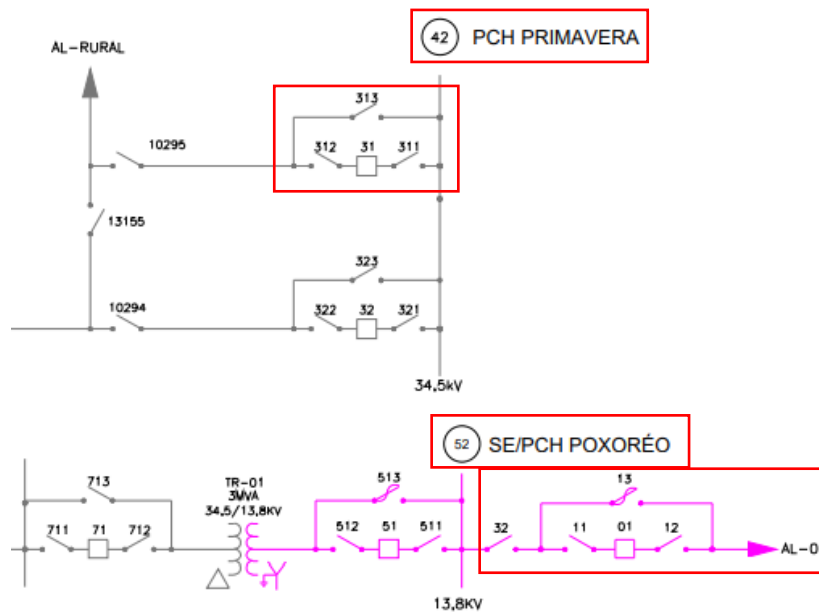 42 PCH PRIMAVERA
AL-RURAL
313
10295
312 31 311
13155
323
10294
322 32 321
34,5kV
52 SE/PCH POXORÉO
713
TR-01
3MVA
34.5/13,8KV
513
13
711 71 712
512 51 511
32
11 01 12
AL-0
13,8KV